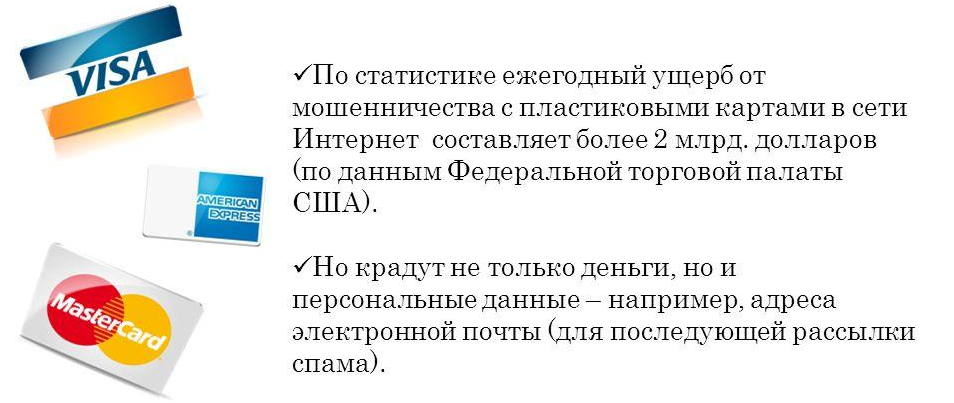 VISA
AMERICAN
EXPRESS
®
MasterCard
✓По статистике ежегодный ущерб от
мошенничества с пластиковыми картами в сети
Интернет составляет более 2 млрд. долларов
(по данным Федеральной торговой палаты
США).
✓Но крадут не только деньги, но и
персональные данные – например, адреса
электронной почты (для последующей рассылки
спама).